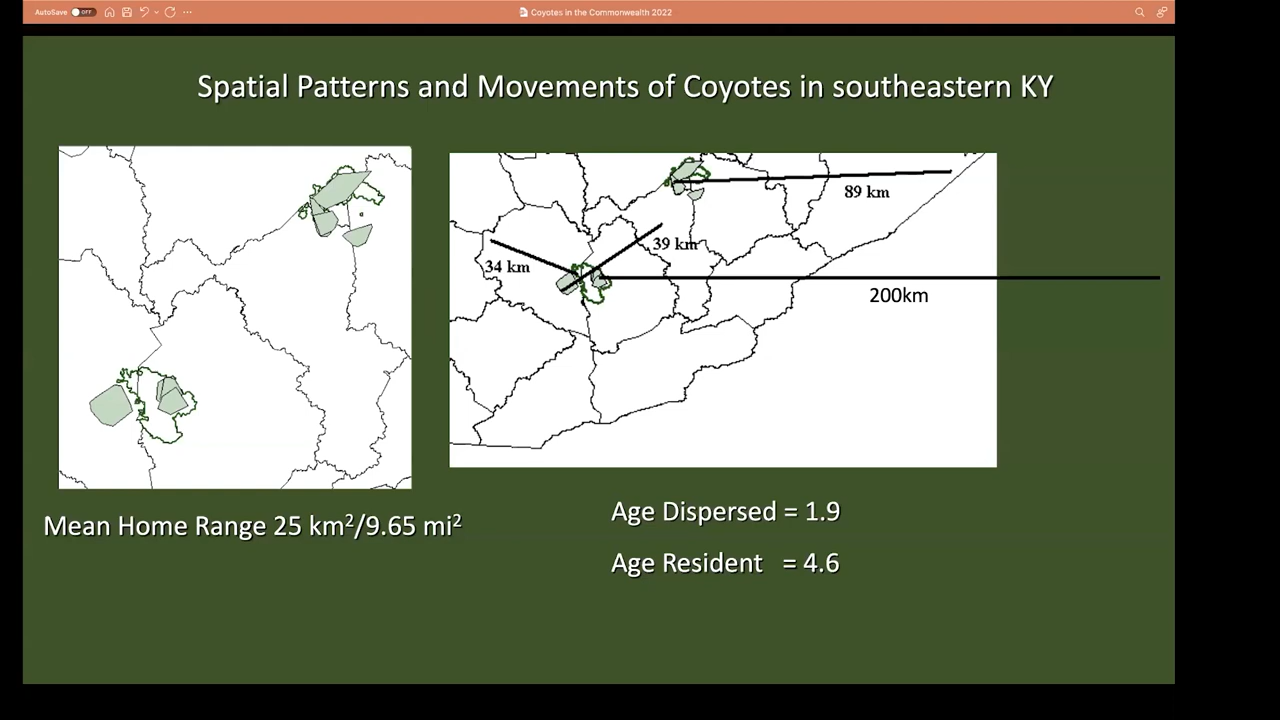 AutoSave OFF
Coyotes in the Commonwealth 2022
Spatial Patterns and Movements of Coyotes in southeastern KY
89 km
39 km
34 km
200km
Mean Home Range 25 km²/9.65 mi²
Age Dispersed = 1.9
Age Resident = 4.6